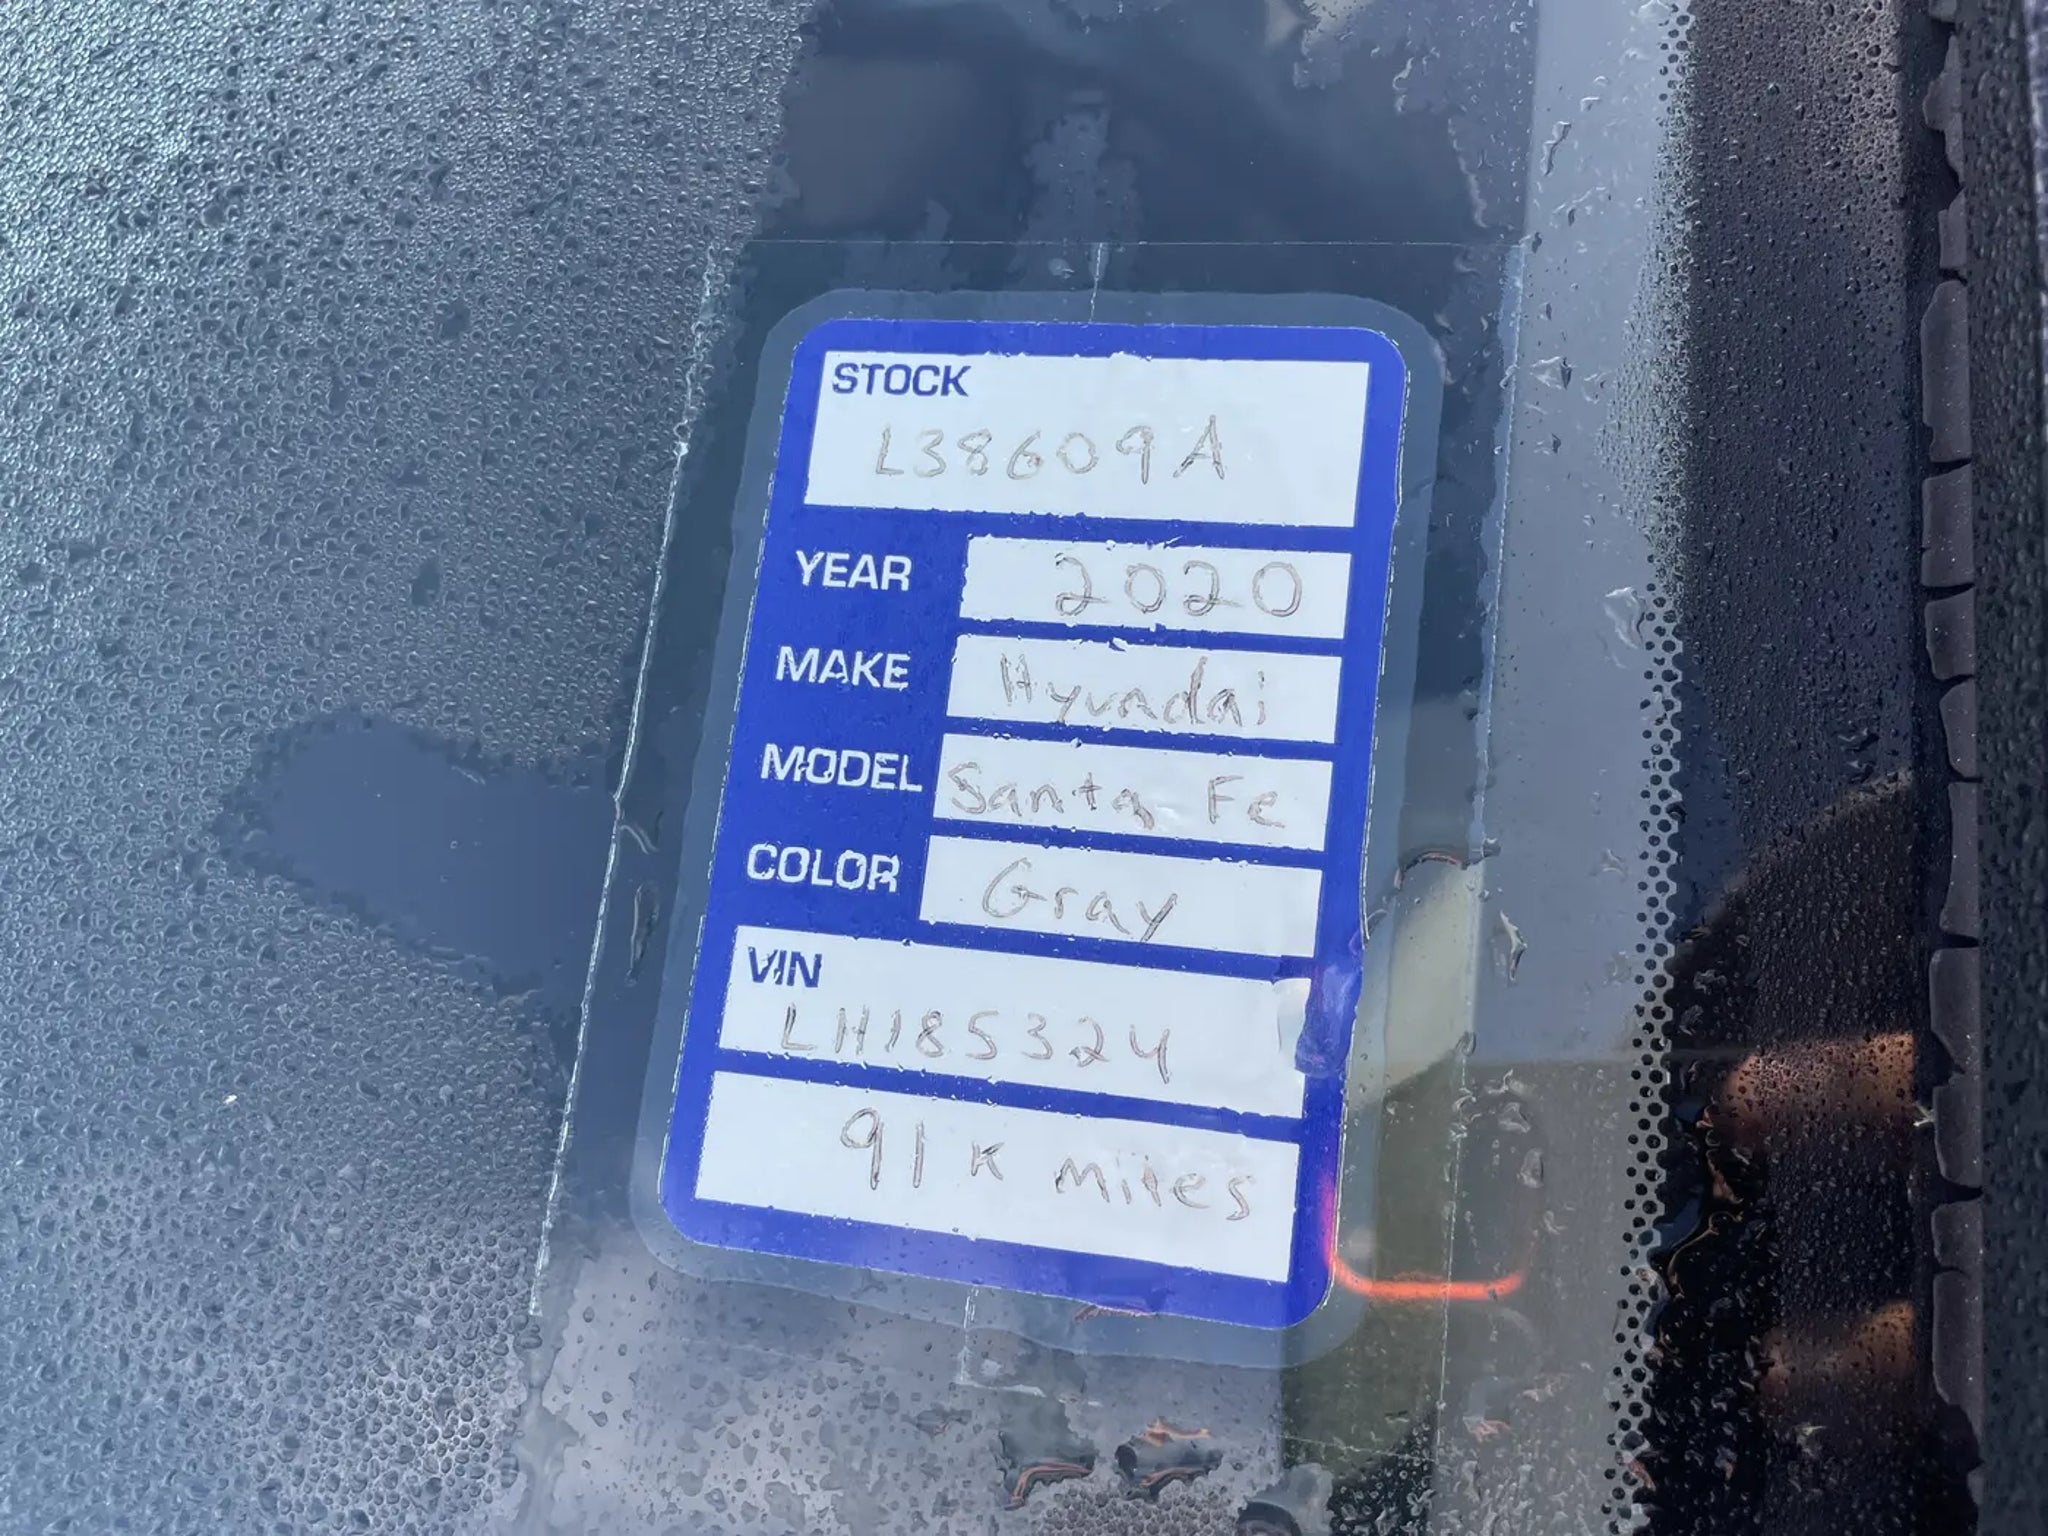 STOCK
L38609A
YEAR 2020
MAKE Hyundai
MODEL Santa Fe
COLOR Gray
VIN
LH185324
91K miles